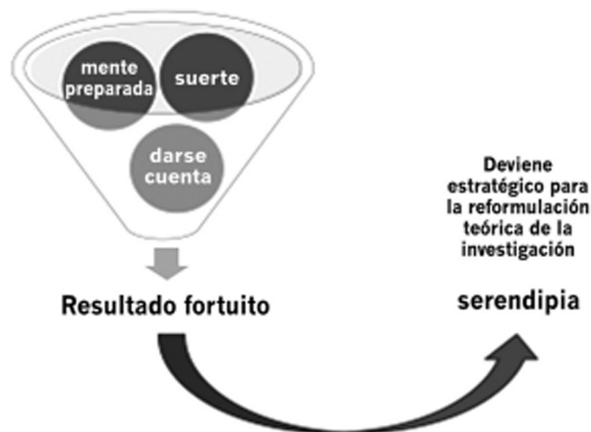 mente
preparada
suerte
darse
cuenta
Resultado fortuito
Deviene
estratégico para
la reformulación
teórica de la
investigación
serendipia